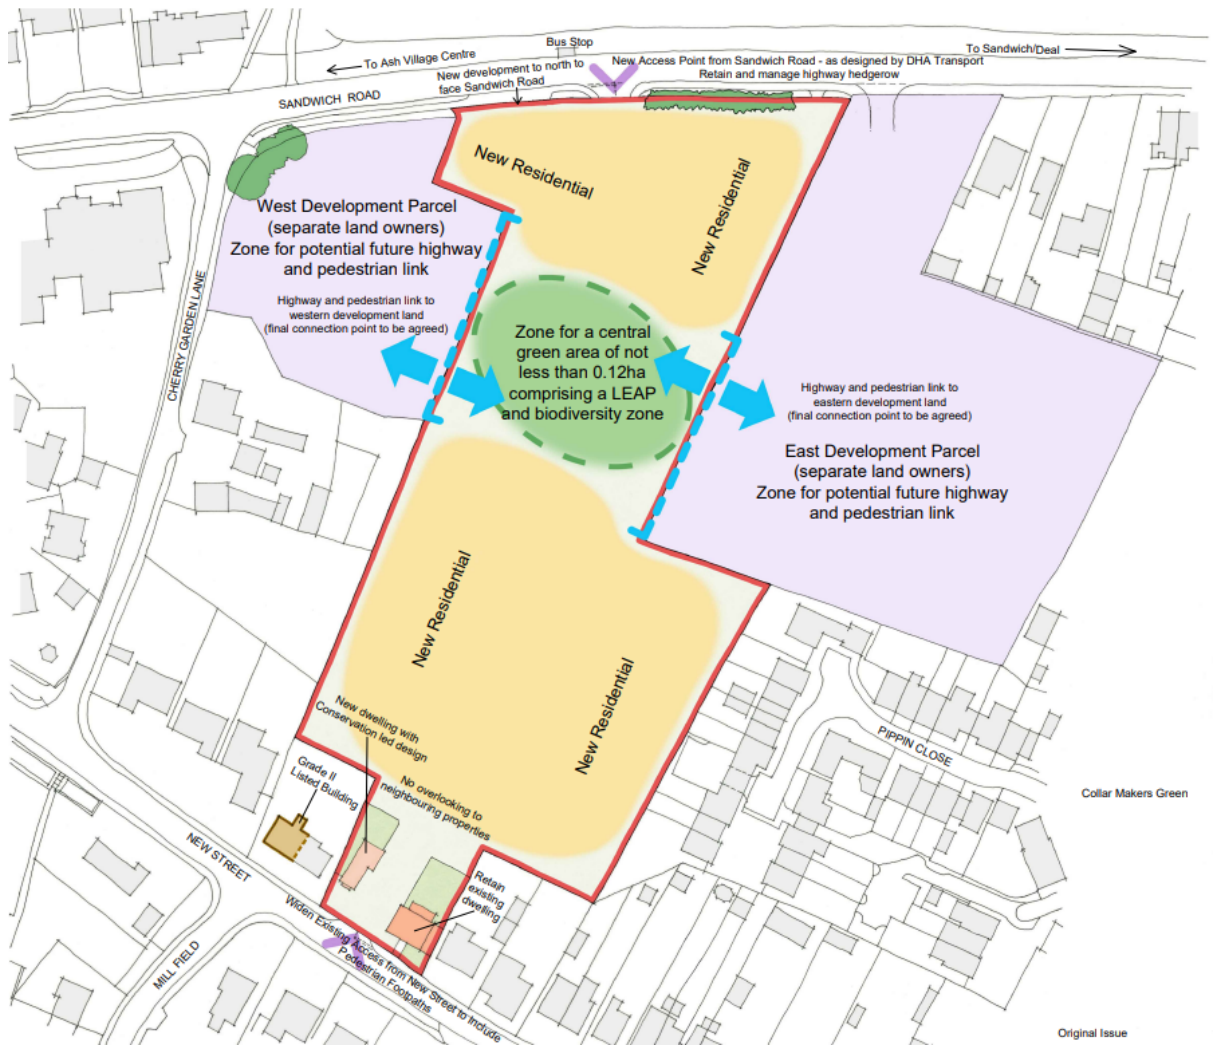 Bus Stop
To Ash Village Centre
To Sandwich/Deal
New Access Point from Sandwich Road - as designed by DHA Transport
Retain and manage highway hedgerow
New development to north to
face Sandwich Road
SANDWICH ROAD
New Residential
New Residential
West Development Parcel
(separate land owners)
Zone for potential future highway
and pedestrian link
Highway and pedestrian link to
western development land
(final connection point to be agreed)
CHERRY GARDEN LANE
Zone for a central
green area of not
less than 0.12ha
comprising a LEAP
and biodiversity zone
Highway and pedestrian link to
eastern development land
(final connection point to be agreed)
East Development Parcel
(separate land owners)
Zone for potential future highway
and pedestrian link
New Residential
New Residential
New dwelling with
Conservation led design
No overlooking to
neighbouring properties
Grade II
Listed Building
Retain
existing
dwelling
PIPPIN CLOSE
Collar Makers Green
NEW STREET
MILL FIELD
Widen Existing Access from New Street to Include
Pedestrian Footpaths
Original Issue